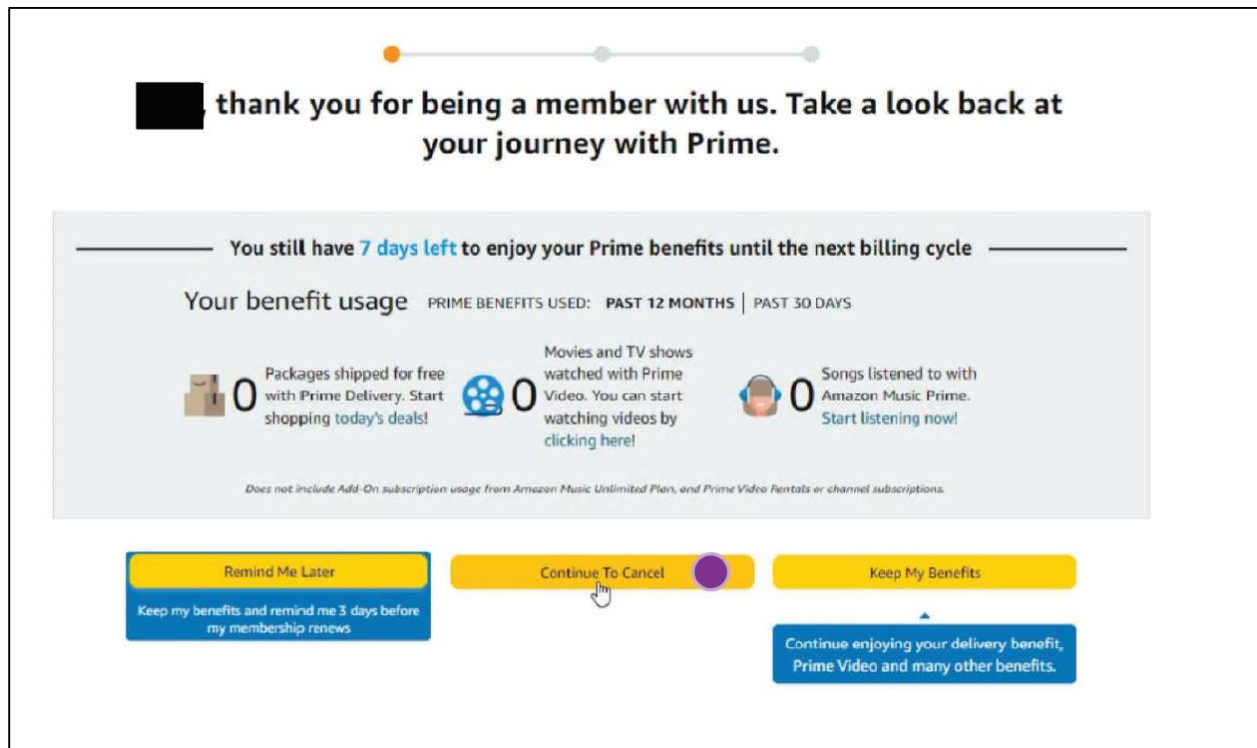 , thank you for being a member with us. Take a look back at
your journey with Prime.
You still have 7 days left to enjoy your Prime benefits until the next billing cycle
Your benefit usage PRIME BENEFITS USED: PAST 12 MONTHS | PAST 30 DAYS
0 Packages shipped for free
with Prime Delivery. Start
shopping today's deals!
0 Movies and TV shows
watched with Prime
Video. You can start
watching videos by
clicking here!
0 Songs listened to with
Amazon Music Prime.
Start listening now!
Does not include Add-On subscription usage from Amazon Music Unlimited Plan, and Prime Video Rentals or channel subscriptions.
Remind Me Later
Keep my benefits and remind me 3 days before
my membership renews
Continue To Cancel
Keep My Benefits
Continue enjoying your delivery benefit,
Prime Video and many other benefits.